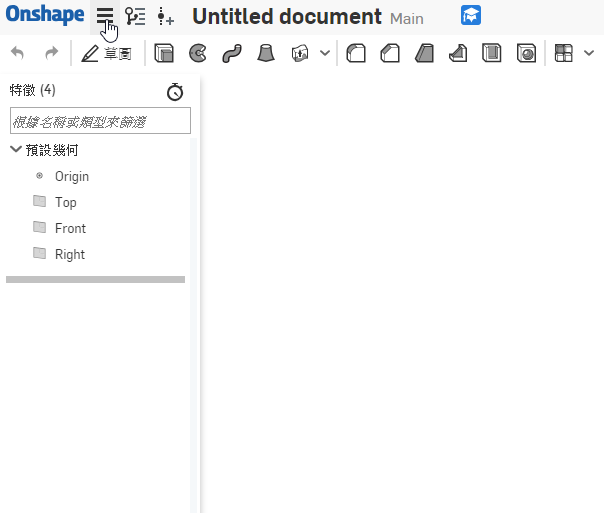 Onshape Untitled document Main
草圖
特徵 (4)
根據名稱或類型來篩選
預設幾何
Origin
Top
Front
Right